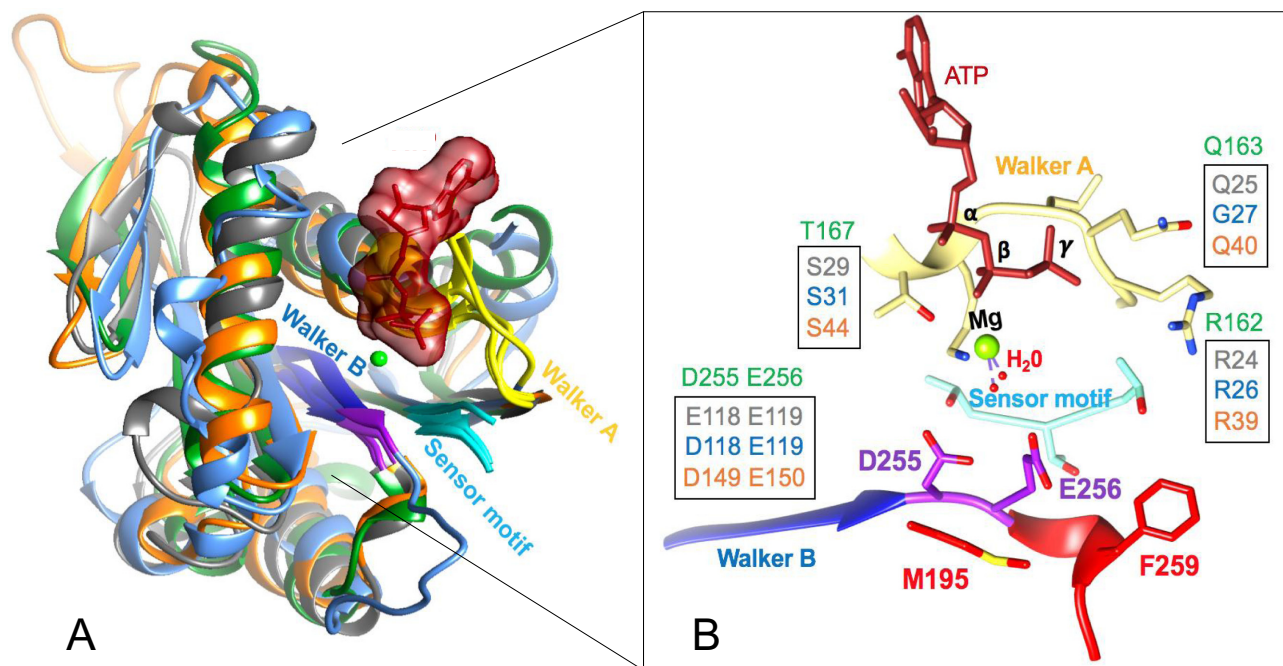 Walker B
Walker A
Sensor motif
A
ATP
Walker A
α
β
γ
Q163
Q25
G27
Q40
T167
S29
S31
S44
Mg
H20
R162
R24
R26
R39
D255 E256
E118 E119
D118 E119
D149 E150
Sensor motif
D255
E256
Walker B
M195
F259
B